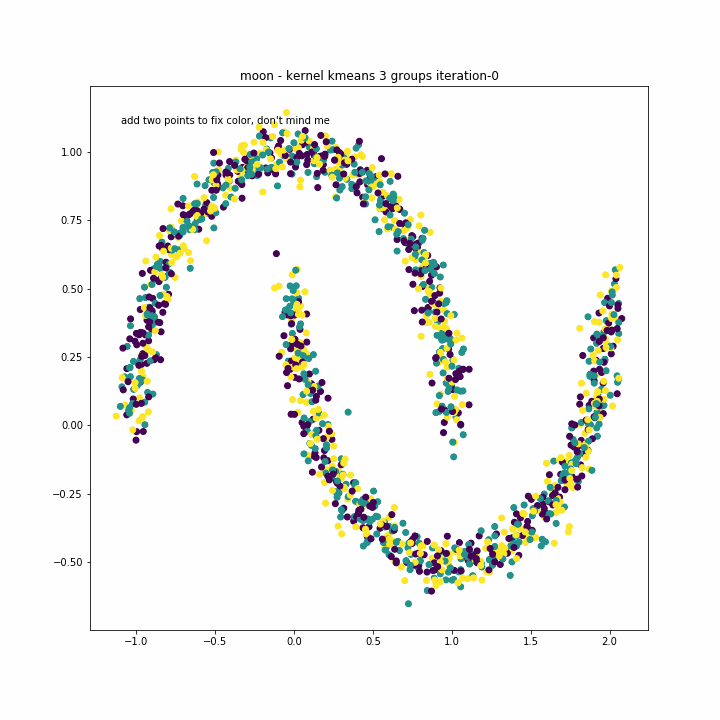 moon - kernel kmeans 3 groups iteration-0
add two points to fix color, don't mind me
1.00
0.75
0.50
0.25
0.00
−0.25
−0.50
−1.0 −0.5 0.0 0.5 1.0 1.5 2.0